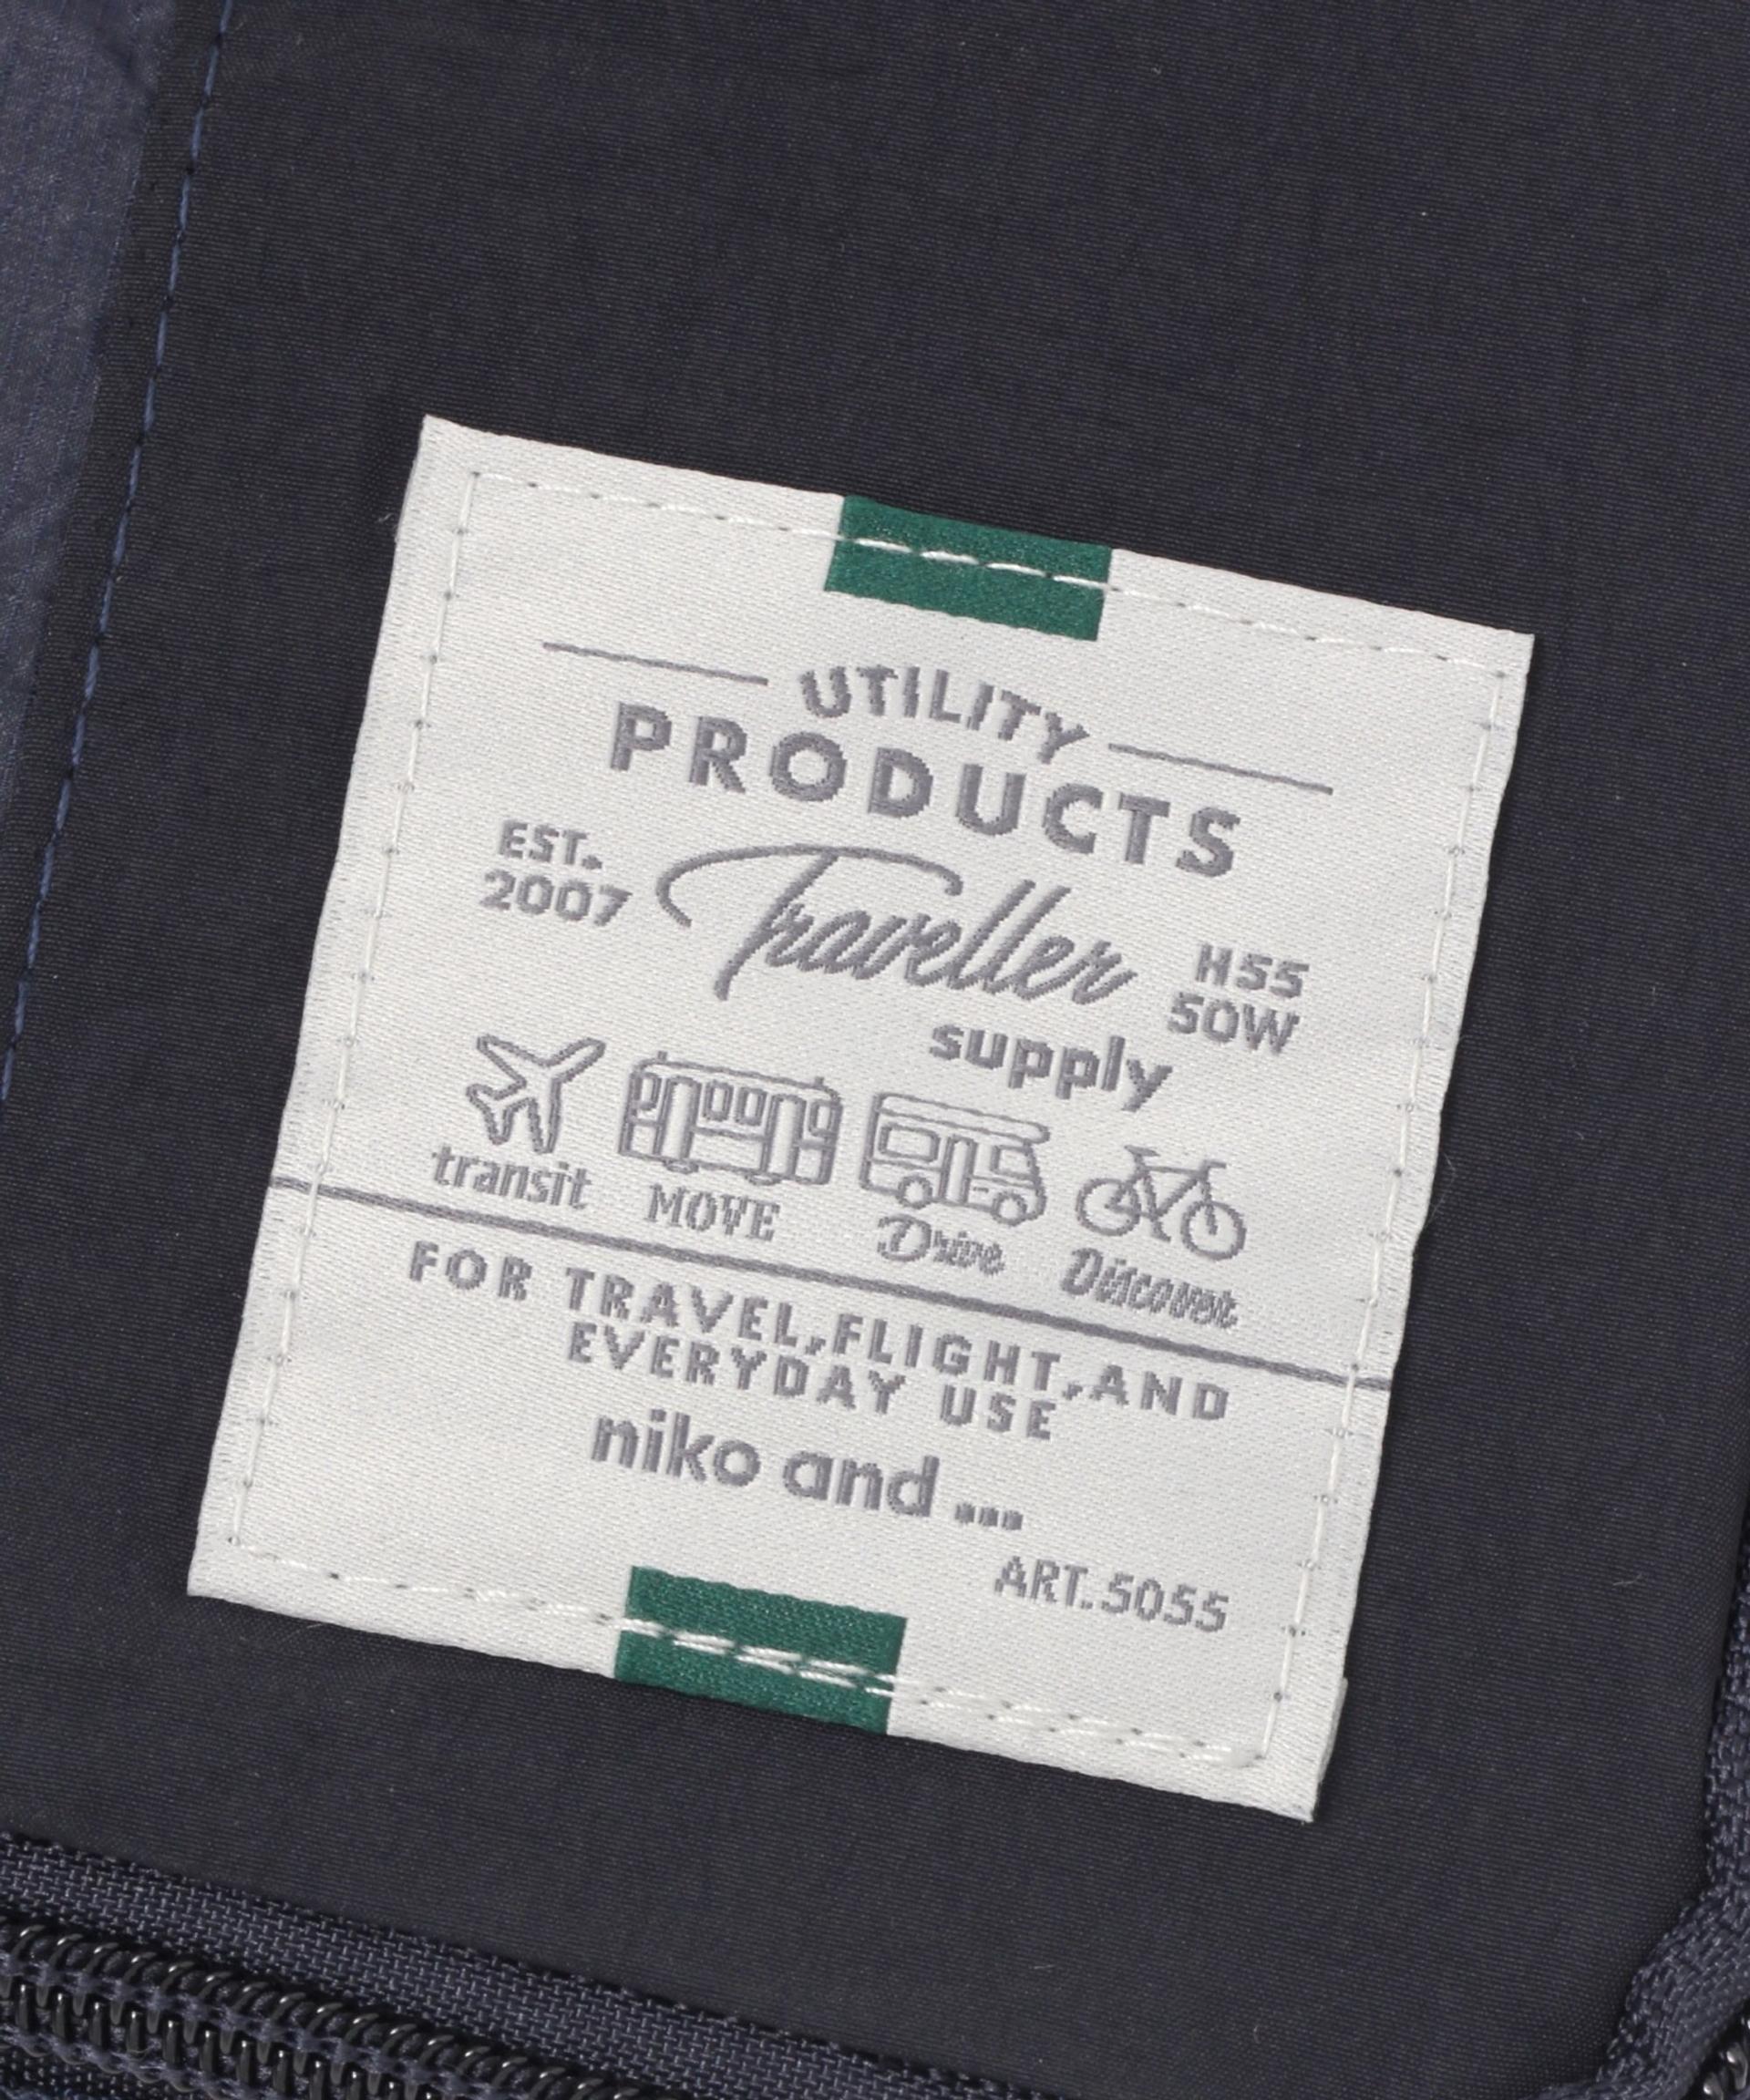 UTILITY
PRODUCTS
EST.
2007
Traveller
H55
50W
supply
transit
MOVE
Drive
Discover
FOR TRAVEL,FLIGHT,AND
EVERYDAY USE
niko and ...
ART.5055